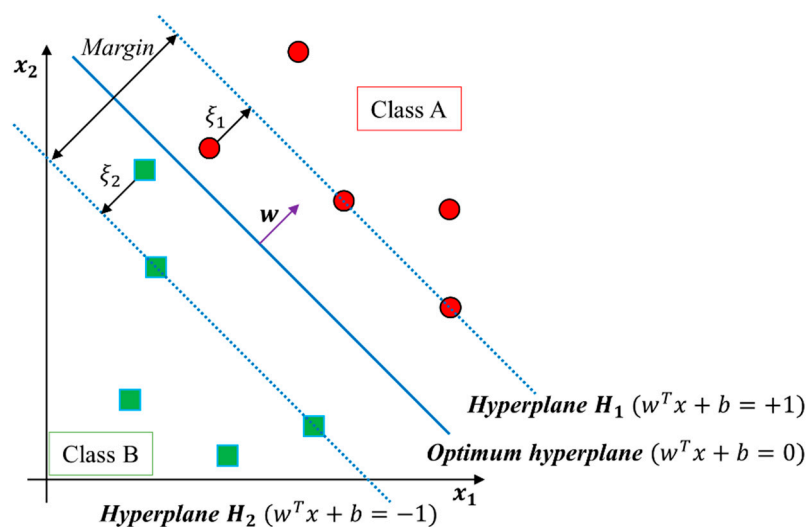 Margin
x₂
Class A
ξ₁
ξ₂
w
Hyperplane H₁ (wᵀx + b = +1)
Optimum hyperplane (wᵀx + b = 0)
Class B
x₁
Hyperplane H₂ (wᵀx + b = −1)